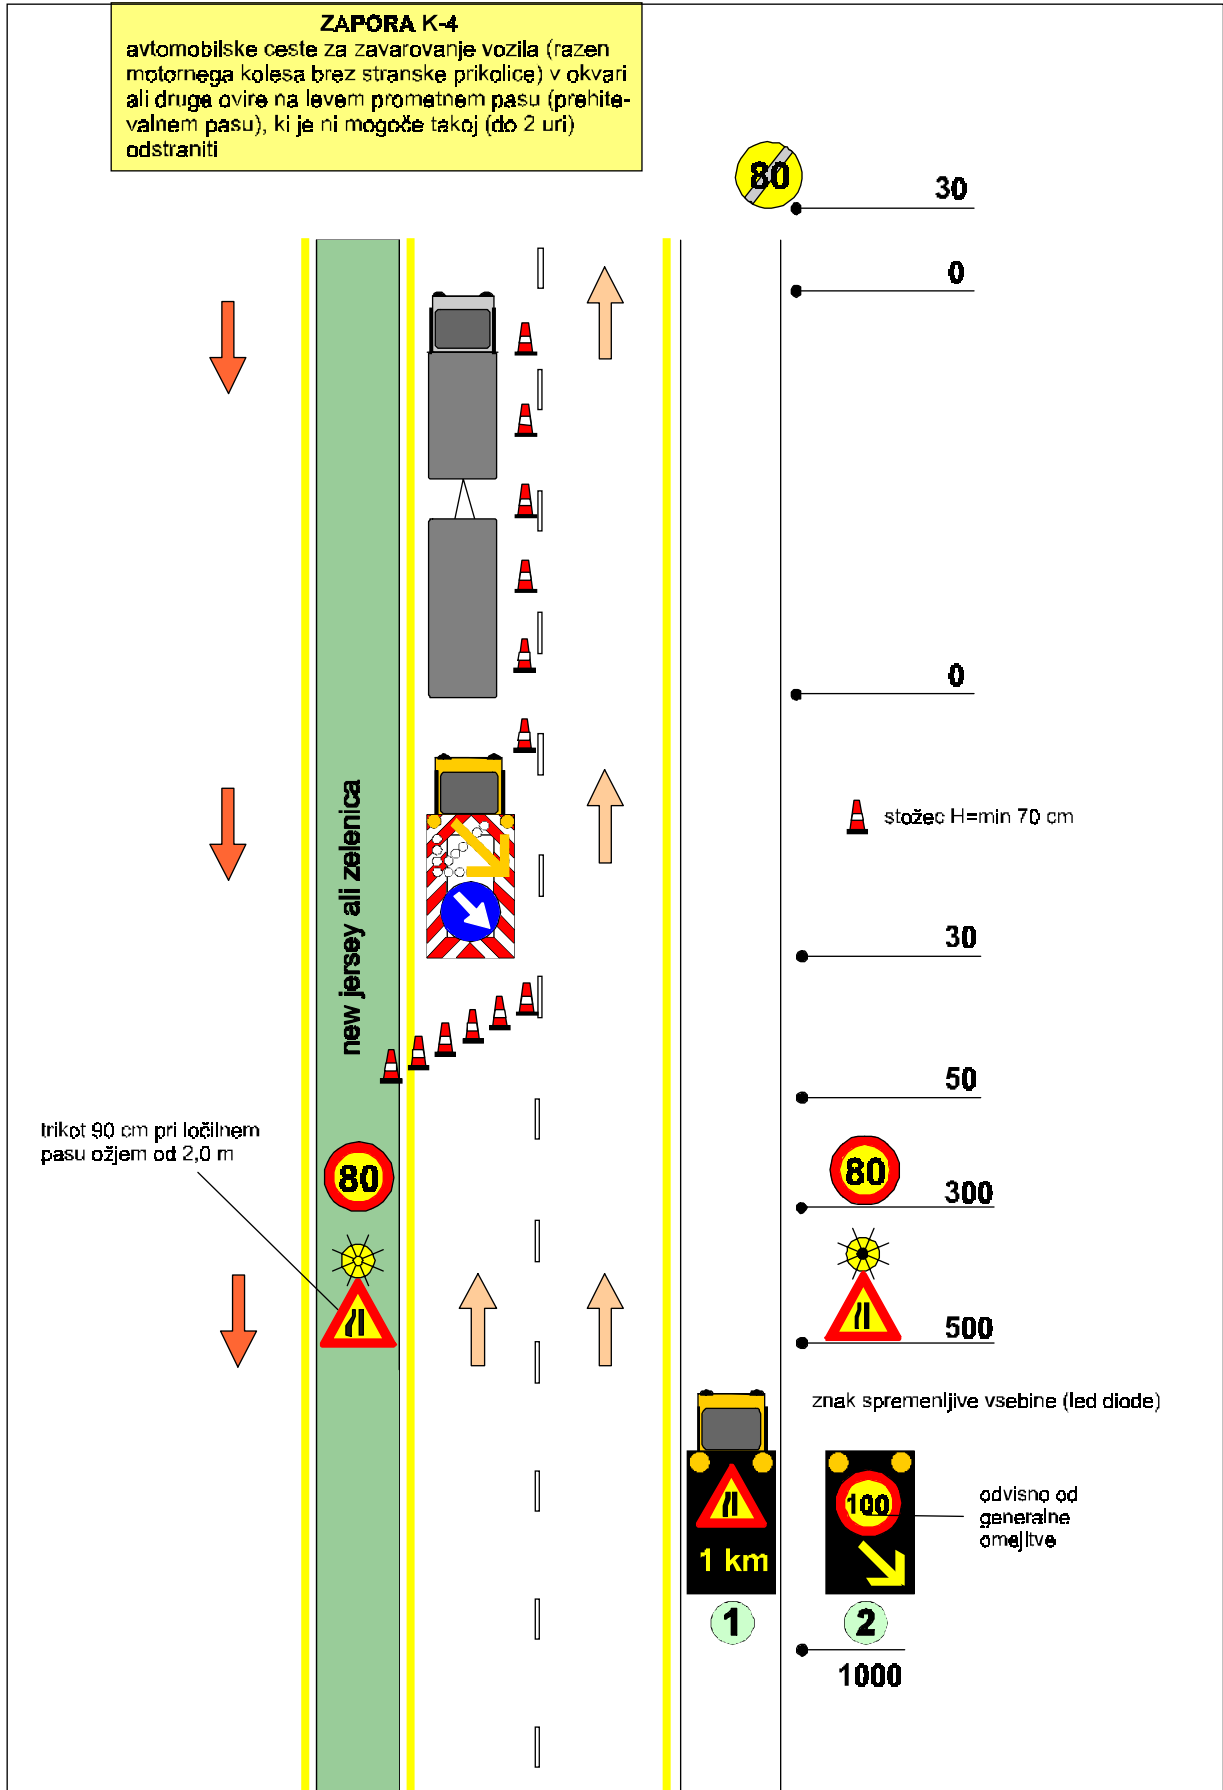 ZAPORA K-4
avtomobilske ceste za zavarovanje vozila (razen
motornega kolesa brez stranske prikolice) v okvari
ali druge ovire na levem prometnem pasu (prehite-
valnem pasu), ki je ni mogoče takoj (do 2 uri)
odstraniti
80
30
0
0
new jersey ali zelenica
stožec H=min 70 cm
30
50
trikot 90 cm pri ločilnem
pasu ožjem od 2,0 m
80
80
300
500
znak spremenljive vsebine (led diode)
1 km
100
odvisno od
generalne
omejitve
1
2
1000